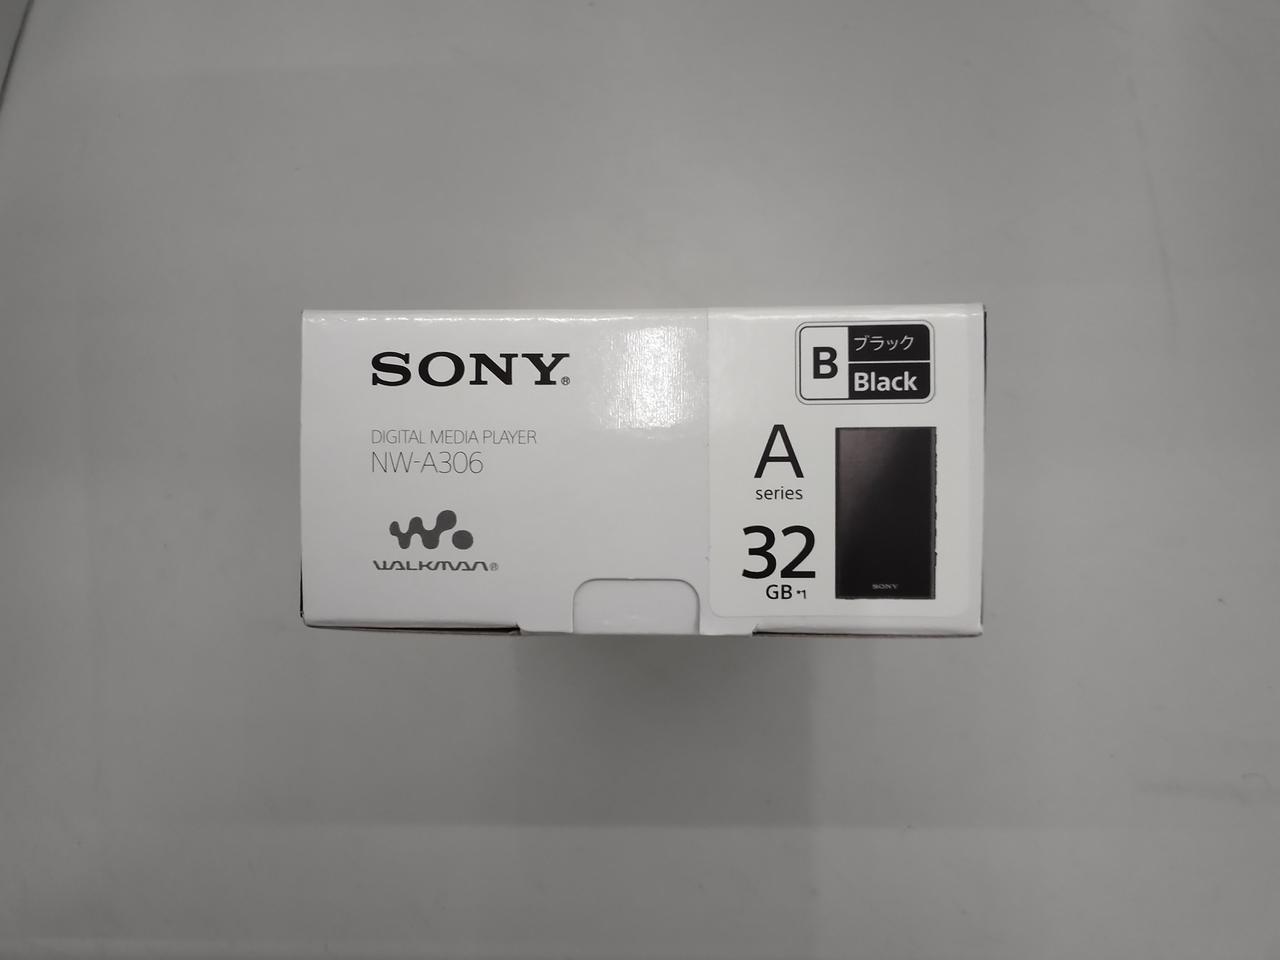 SONY®
DIGITAL MEDIA PLAYER
NW-A306
WALKMAN®
B
ブラック
Black
A
series
32
GB*1
SONY